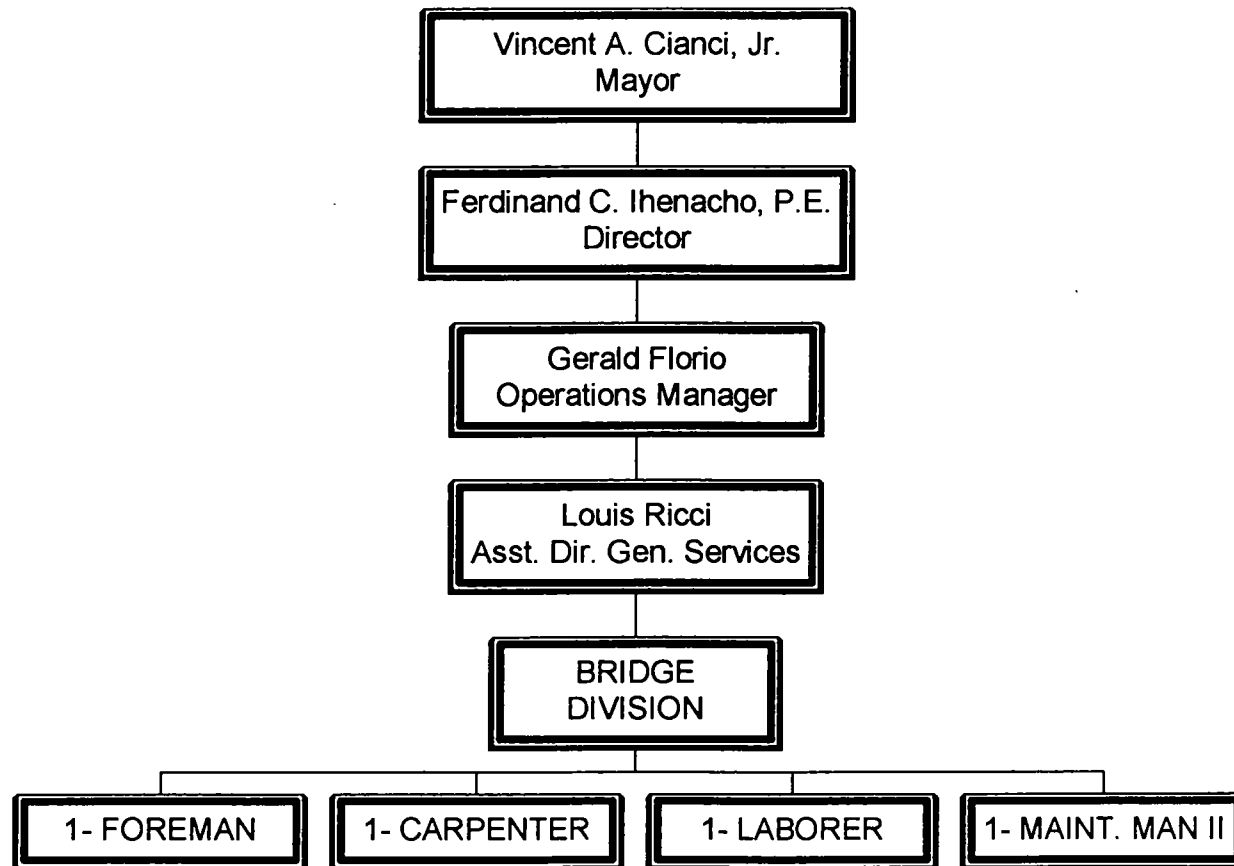 Vincent A. Cianci, Jr.
Mayor
Ferdinand C. Ihenacho, P.E.
Director
Gerald Florio
Operations Manager
Louis Ricci
Asst. Dir. Gen. Services
BRIDGE
DIVISION
1- FOREMAN
1- CARPENTER
1- LABORER
1- MAINT. MAN II